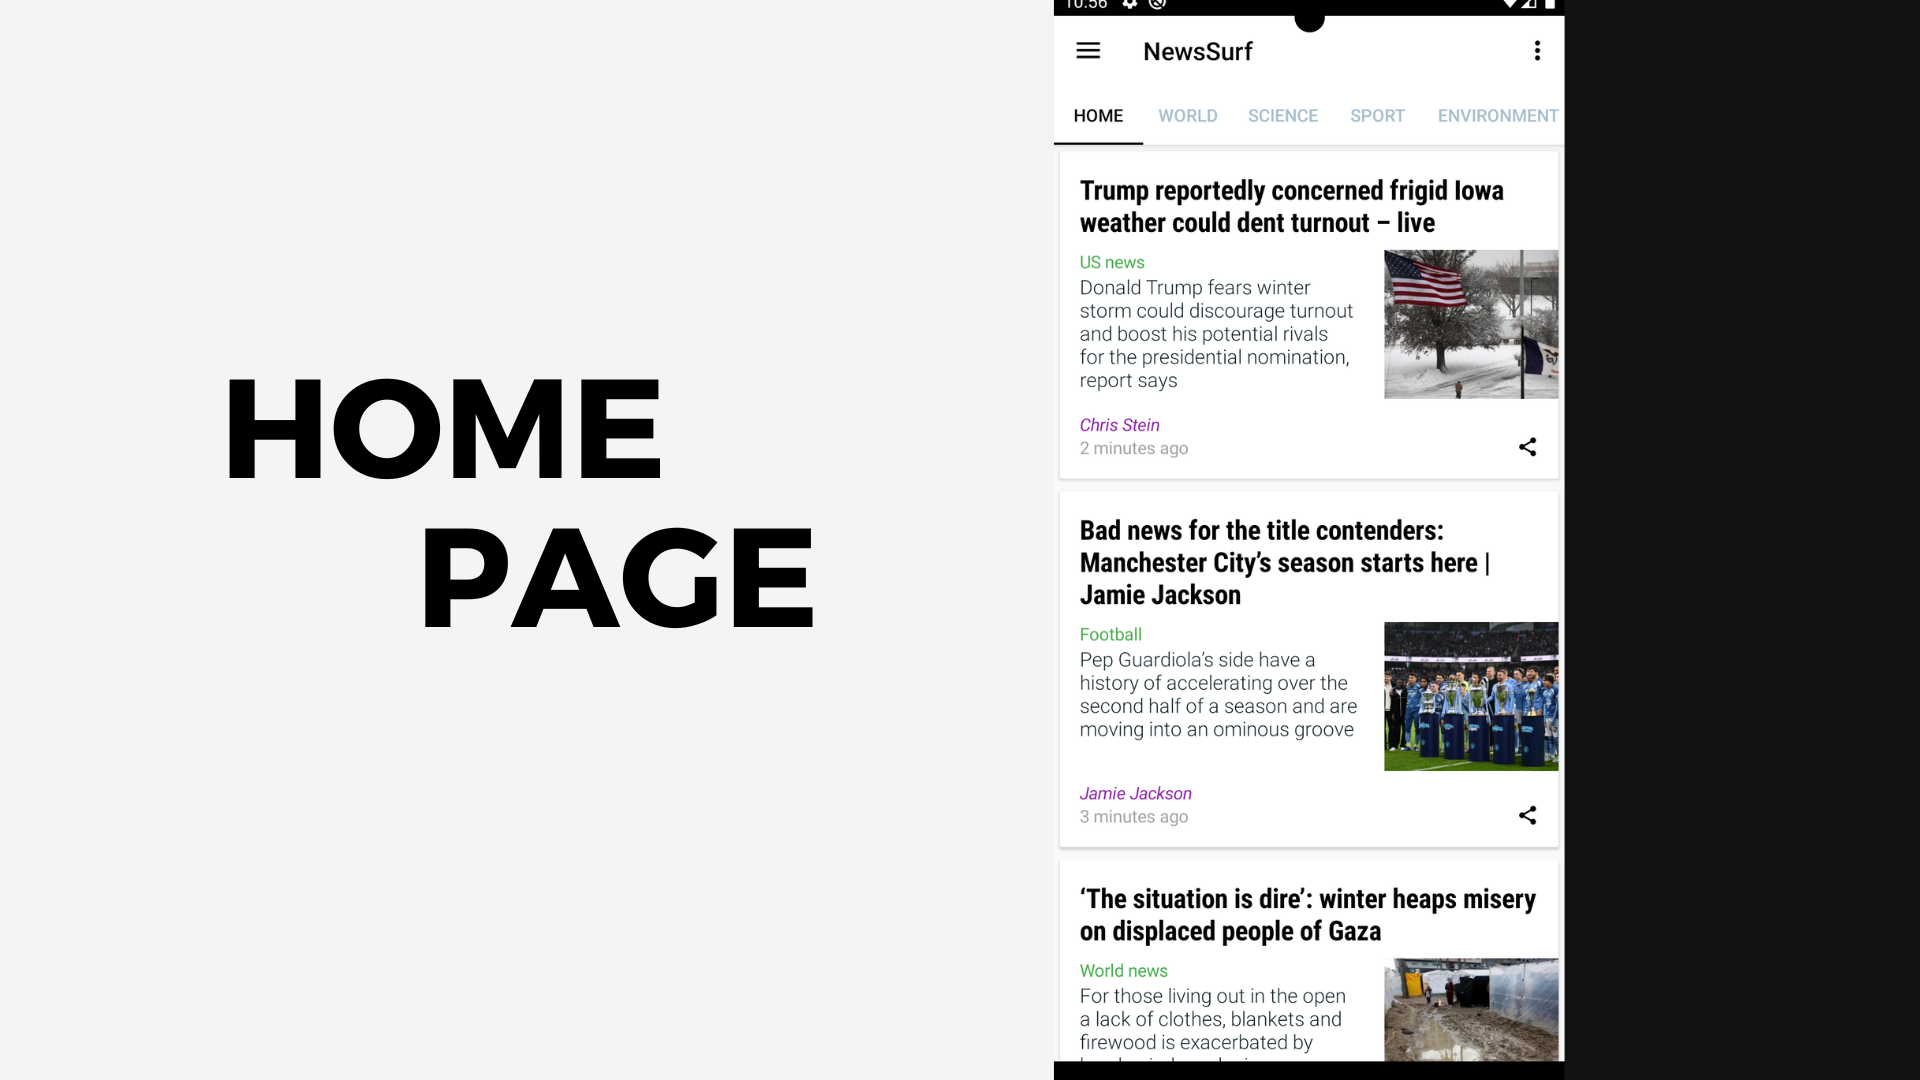 HOME
PAGE
10:56
NewsSurf
HOME WORLD SCIENCE SPORT ENVIRONMENT
Trump reportedly concerned frigid Iowa
weather could dent turnout – live
US news
Donald Trump fears winter
storm could discourage turnout
and boost his potential rivals
for the presidential nomination,
report says
Chris Stein
2 minutes ago
Bad news for the title contenders:
Manchester City’s season starts here |
Jamie Jackson
Football
Pep Guardiola’s side have a
history of accelerating over the
second half of a season and are
moving into an ominous groove
Jamie Jackson
3 minutes ago
‘The situation is dire’: winter heaps misery
on displaced people of Gaza
World news
For those living out in the open
a lack of clothes, blankets and
firewood is exacerbated by